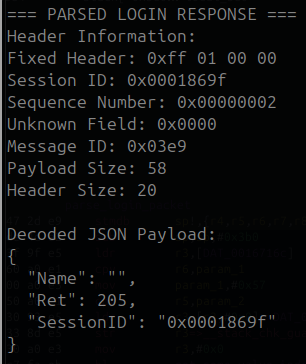 === PARSED LOGIN RESPONSE ===
Header Information:
Fixed Header: 0xff 01 00 00
Session ID: 0x0001869f
Sequence Number: 0x00000002
Unknown Field: 0x0000
Message ID: 0x03e9
Payload Size: 58
Header Size: 20

Decoded JSON Payload:
{
  "Name": "",
  "Ret": 205,
  "SessionID": "0x0001869f"
}